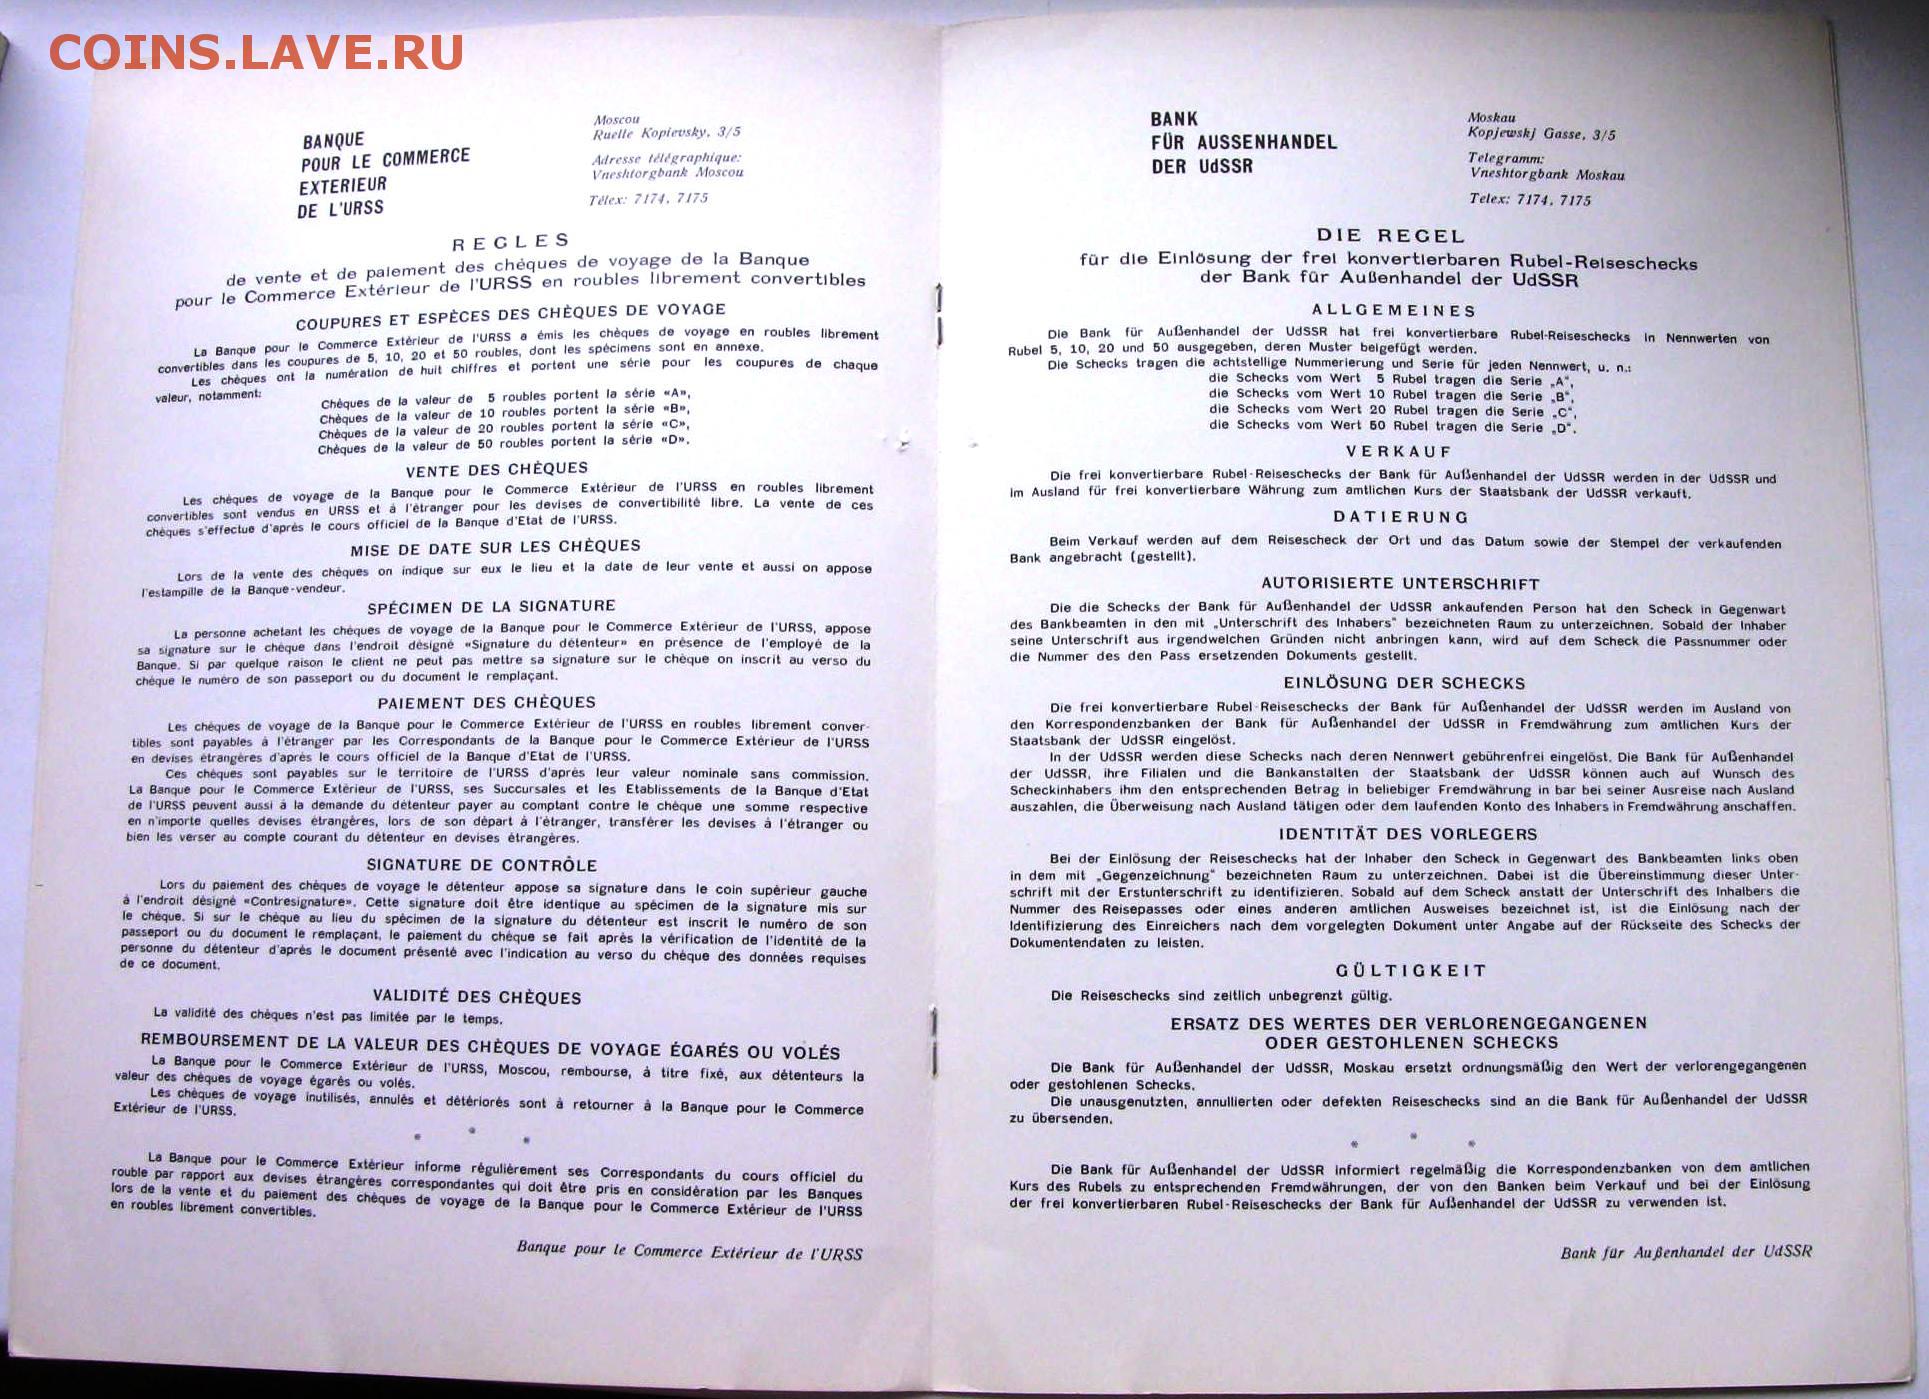 COINS.LAVE.RU
BANQUE
POUR LE COMMERCE
EXTERIEUR
DE L'URSS
Moscou
Ruelle Kopievsky, 3/5
Adresse télégraphique:
Vneshtorgbank Moscou
Télex: 7174, 7175
REGLES
de vente et de paiement des chèques de voyage de la Banque
pour le Commerce Extérieur de l'URSS en roubles librement convertibles
COUPURES ET ESPÈCES DES CHÈQUES DE VOYAGE
La Banque pour le Commerce Extérieur de l'URSS a émis les chèques de voyage en roubles librement
convertibles dans les coupures de 5, 10, 20 et 50 roubles, dont les spécimens sont en annexe.
Les chèques ont la numération de huit chiffres et portent une série pour les coupures de chaque
valeur, notamment:
Chèques de la valeur de 5 roubles portent la série «A»,
Chèques de la valeur de 10 roubles portent la série «B»,
Chèques de la valeur de 20 roubles portent la série «C»,
Chèques de la valeur de 50 roubles portent la série «D».
VENTE DES CHÈQUES
Les chèques de voyage de la Banque pour le Commerce Extérieur de l'URSS en roubles librement
convertibles sont vendus en URSS et à l'étranger pour les devises de convertibilité libre. La vente de ces
chèques s'effectue d'après le cours officiel de la Banque d'Etat de l'URSS.
MISE DE DATE SUR LES CHÈQUES
Lors de la vente des chèques on indique sur eux le lieu et la date de leur vente et aussi on appose
l'estampille de la Banque-vendeur.
SPÉCIMEN DE LA SIGNATURE
La personne achetant les chèques de voyage de la Banque pour le Commerce Extérieur de l'URSS, appose
sa signature sur le chèque dans l'endroit désigné «Signature du détenteur» en présence de l'employé de la
Banque. Si par quelque raison le client ne peut pas mettre sa signature sur le chèque on inscrit au verso du
chèque le numéro de son passeport ou du document le remplaçant.
PAIEMENT DES CHÈQUES
Les chèques de voyage de la Banque pour le Commerce Extérieur de l'URSS en roubles librement conver-
tibles sont payables à l'étranger par les Correspondants de la Banque pour le Commerce Extérieur de l'URSS
en devises étrangères d'après le cours officiel de la Banque d'Etat de l'URSS.
Ces chèques sont payables sur le territoire de l'URSS d'après leur valeur nominale sans commission.
La Banque pour le Commerce Extérieur de l'URSS, ses Succursales et les Etablissements de la Banque d'Etat
de l'URSS peuvent aussi à la demande du détenteur payer au comptant contre le chèque une somme respective
en n'importe quelles devises étrangères, lors de son départ à l'étranger, transférer les devises à l'étranger ou
bien les verser au compte courant du détenteur en devises étrangères.
SIGNATURE DE CONTRÔLE
Lors du paiement des chèques de voyage le détenteur appose sa signature dans le coin supérieur gauche
à l'endroit désigné «Contresignature». Cette signature doit être identique au spécimen de la signature mis sur
le chèque. Si sur le chèque au lieu du spécimen de la signature du détenteur est inscrit le numéro de son
passeport ou du document le remplaçant, le paiement du chèque se fait après la vérification de l'identité de la
personne du détenteur d'après le document présenté avec l'indication au verso du chèque des données requises
de ce document.
VALIDITÉ DES CHÈQUES
La validité des chèques n'est pas limitée par le temps.
REMBOURSEMENT DE LA VALEUR DES CHÈQUES DE VOYAGE ÉGARÉS OU VOLÉS
La Banque pour le Commerce Extérieur de l'URSS, Moscou, rembourse, à titre fixé, aux détenteurs la
valeur des chèques de voyage égarés ou volés.
Les chèques de voyage inutilisés, annulés et détériorés sont à retourner à la Banque pour le Commerce
Extérieur de l'URSS.
* * *
La Banque pour le Commerce Extérieur informe régulièrement ses Correspondants du cours officiel du
rouble par rapport aux devises étrangères correspondantes qui doit être pris en considération par les Banques
lors de la vente et du paiement des chèques de voyage de la Banque pour le Commerce Extérieur de l'URSS
en roubles librement convertibles.
Banque pour le Commerce Extérieur de l'URSS
BANK
FÜR AUSSENHANDEL
DER UdSSR
Moskau
Kopjewskj Gasse, 3/5
Telegramm:
Vneshtorgbank Moskau
Telex: 7174, 7175
DIE REGEL
für die Einlösung der frei konvertierbaren Rubel-Reiseschecks
der Bank für Außenhandel der UdSSR
ALLGEMEINES
Die Bank für Außenhandel der UdSSR hat frei konvertierbare Rubel-Reiseschecks in Nennwerten von
Rubel 5, 10, 20 und 50 ausgegeben, deren Muster beigefügt werden.
Die Schecks tragen die achtstellige Nummerierung und Serie für jeden Nennwert, u. n.:
die Schecks vom Wert 5 Rubel tragen die Serie „A",
die Schecks vom Wert 10 Rubel tragen die Serie „B",
die Schecks vom Wert 20 Rubel tragen die Serie „C",
die Schecks vom Wert 50 Rubel tragen die Serie „D".
VERKAUF
Die frei konvertierbare Rubel-Reiseschecks der Bank für Außenhandel der UdSSR werden in der UdSSR und
im Ausland für frei konvertierbare Währung zum amtlichen Kurs der Staatsbank der UdSSR verkauft.
DATIERUNG
Beim Verkauf werden auf dem Reisescheck der Ort und das Datum sowie der Stempel der verkaufenden
Bank angebracht (gestellt).
AUTORISIERTE UNTERSCHRIFT
Die die Schecks der Bank für Außenhandel der UdSSR ankaufenden Person hat den Scheck in Gegenwart
des Bankbeamten in den mit „Unterschrift des Inhabers" bezeichneten Raum zu unterzeichnen. Sobald der Inhaber
seine Unterschrift aus irgendwelchen Gründen nicht anbringen kann, wird auf dem Scheck die Passnummer oder
die Nummer des den Pass ersetzenden Dokuments gestellt.
EINLÖSUNG DER SCHECKS
Die frei konvertierbare Rubel-Reisesechecks der Bank für Außenhandel der UdSSR werden im Ausland von
den Korrespondenzbanken der Bank für Außenhandel der UdSSR in Fremdwährung zum amtlichen Kurs der
Staatsbank der UdSSR eingelöst.
In der UdSSR werden diese Schecks nach deren Nennwert gebührenfrei eingelöst. Die Bank für Außenhandel
der UdSSR, ihre Filialen und die Bankanstalten der Staatsbank der UdSSR können auch auf Wunsch des
Scheckinhabers ihm den entsprechenden Betrag in beliebiger Fremdwährung in bar bei seiner Ausreise nach Ausland
auszahlen, die Überweisung nach Ausland tätigen oder dem laufenden Konto des Inhabers in Fremdwährung anschaffen.
IDENTITÄT DES VORLEGERS
Bei der Einlösung der Reiseschecks hat der Inhaber den Scheck in Gegenwart des Bankbeamten links oben
in dem mit „Gegenzeichnung" bezeichneten Raum zu unterzeichnen. Dabei ist die Übereinstimmung dieser Unter-
schrift mit der Erstunterschrift zu identifizieren. Sobald auf dem Scheck anstatt der Unterschrift des Inhalbers die
Nummer des Reisepasses oder eines anderen amtlichen Ausweises bezeichnet ist, ist die Einlösung nach der
Identifizierung des Einreichers nach dem vorgelegten Dokument unter Angabe auf der Rückseite des Schecks der
Dokumentendaten zu leisten.
GÜLTIGKEIT
Die Reiseschecks sind zeitlich unbegrenzt gültig.
ERSATZ DES WERTES DER VERLORENGEGANGENEN
ODER GESTOHLENEN SCHECKS
Die Bank für Außenhandel der UdSSR, Moskau ersetzt ordnungsmäßig den Wert der verlorengegangenen
oder gestohlenen Schecks.
Die unausgenutzten, annullierten oder defekten Reiseschecks sind an die Bank für Außenhandel der UdSSR
zu übersenden.
* * *
Die Bank für Außenhandel der UdSSR informiert regelmäßig die Korrespondenzbanken von dem amtlichen
Kurs des Rubels zu entsprechenden Fremdwährungen, der von den Banken beim Verkauf und bei der Einlösung
der frei konvertierbaren Rubel-Reiseschecks der Bank für Außenhandel der UdSSR zu verwenden ist.
Bank für Außenhandel der UdSSR